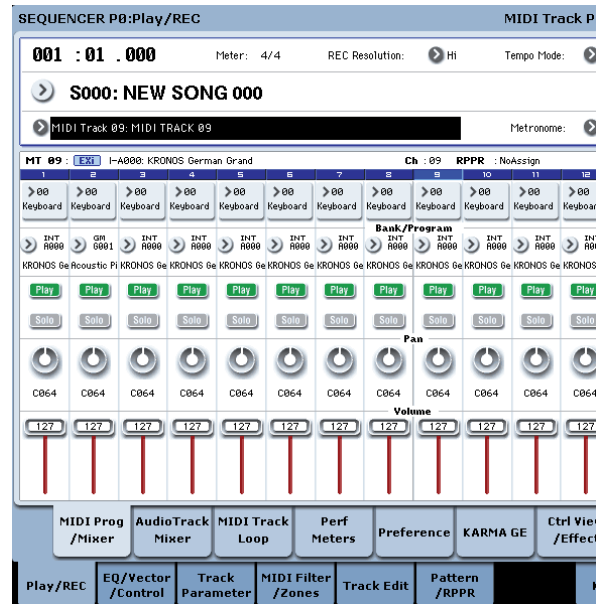 SEQUENCER P0:Play/REC MIDI Track P
001 :01 .000 Meter: 4/4 REC Resolution: Hi Tempo Mode:
S000: NEW SONG 000
MIDI Track 09: MIDI TRACK 09 Metronome:
MT 09 : EXi I-A000: KRONOS German Grand Ch :09 RPPR :NoAssign
1 2 3 4 5 6 7 8 9 10 11 12
>00 >00 >00 >00 >00 >00 >00 >00 >00 >00 >00 >00
Keyboard Keyboard Keyboard Keyboard Keyboard Keyboard Keyboard Keyboard Keyboard Keyboard Keyboard Keyboar
Bank/Program
INT GM INT INT INT INT INT INT INT INT INT INT
A000 G001 A000 A000 A000 A000 A000 A000 A000 A000 A000 A000
KRONOS Ge Acoustic Pi KRONOS Ge KRONOS Ge KRONOS Ge KRONOS Ge KRONOS Ge KRONOS Ge KRONOS Ge KRONOS Ge KRONOS Ge KRONOS
Play Play Play Play Play Play Play Play Play Play Play Play
Solo Solo Solo Solo Solo Solo Solo Solo Solo Solo Solo Solo
Pan
C064 C064 C064 C064 C064 C064 C064 C064 C064 C064 C064 C064
Volume
127 127 127 127 127 127 127 127 127 127 127 127
MIDI Prog AudioTrack MIDI Track Perf Preference KARMA GE Ctrl View
/Mixer Mixer Loop Meters /Effec
Play/REC EQ/Vector Track MIDI Filter Track Edit Pattern
/Control Parameter /Zones /RPPR